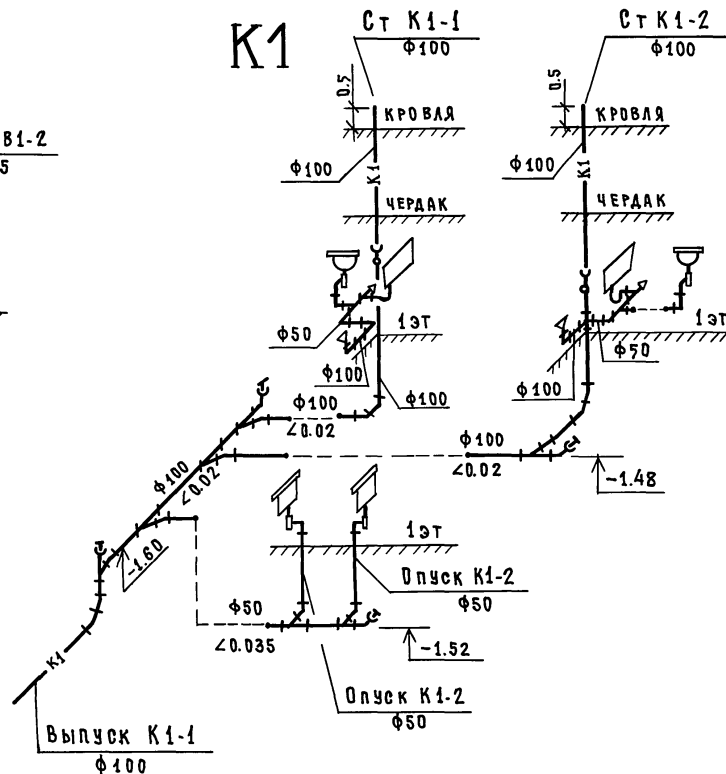 К1
Ст К1-1
ф100
Ст К1-2
ф100
В1-2
5
0.5
КРОВЛЯ
0.5
КРОВЛЯ
ф100
К1
ф100
К1
ЧЕРДАК
ЧЕРДАК
ф50
1эт
ф100
ф100
1эт
ф50
ф100
ф100
∠0.02
ф100
∠0.02
ф100
∠0.02
-1.48
-1.60
1эт
Опуск К1-2
ф50
ф50
∠0.035
-1.52
К1
Опуск К1-2
ф50
Выпуск К1-1
ф100